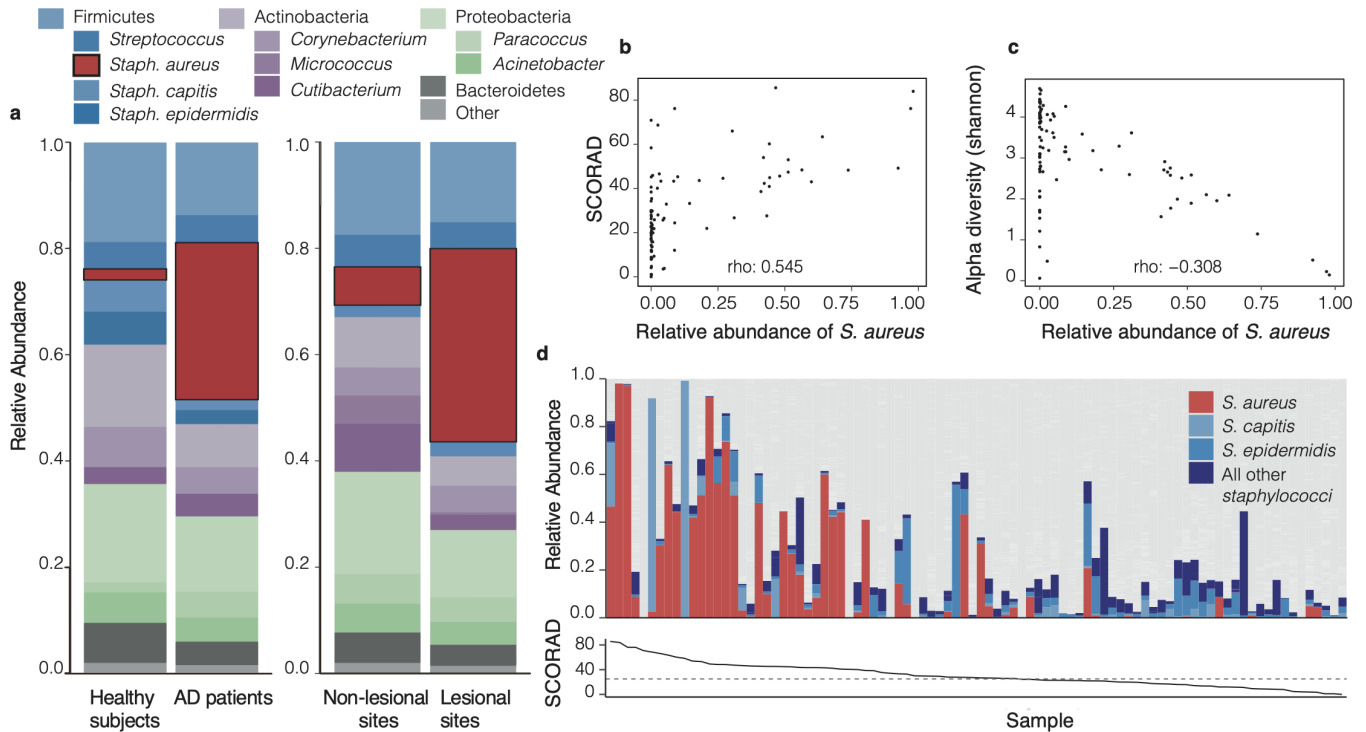 Firmicutes
Streptococcus
Staph. aureus
Staph. capitis
Staph. epidermidis
Actinobacteria
Corynebacterium
Micrococcus
Cutibacterium
Proteobacteria
Paracoccus
Acinetobacter
Bacteroidetes
Other
a
Relative Abundance
1.0
0.8
0.6
0.4
0.2
0.0
Healthy
subjects
AD patients
1.0
0.8
0.6
0.4
0.2
0.0
Non-lesional
sites
Lesional
sites
b
SCORAD
80
60
40
20
0
rho: 0.545
0.00 0.25 0.50 0.75 1.00
Relative abundance of S. aureus
c
Alpha diversity (shannon)
4
3
2
1
0
rho: −0.308
0.00 0.25 0.50 0.75 1.00
Relative abundance of S. aureus
d
Relative Abundance
1.0
0.8
0.6
0.4
0.2
0.0
S. aureus
S. capitis
S. epidermidis
All other
staphylococci
SCORAD
80
40
0
Sample